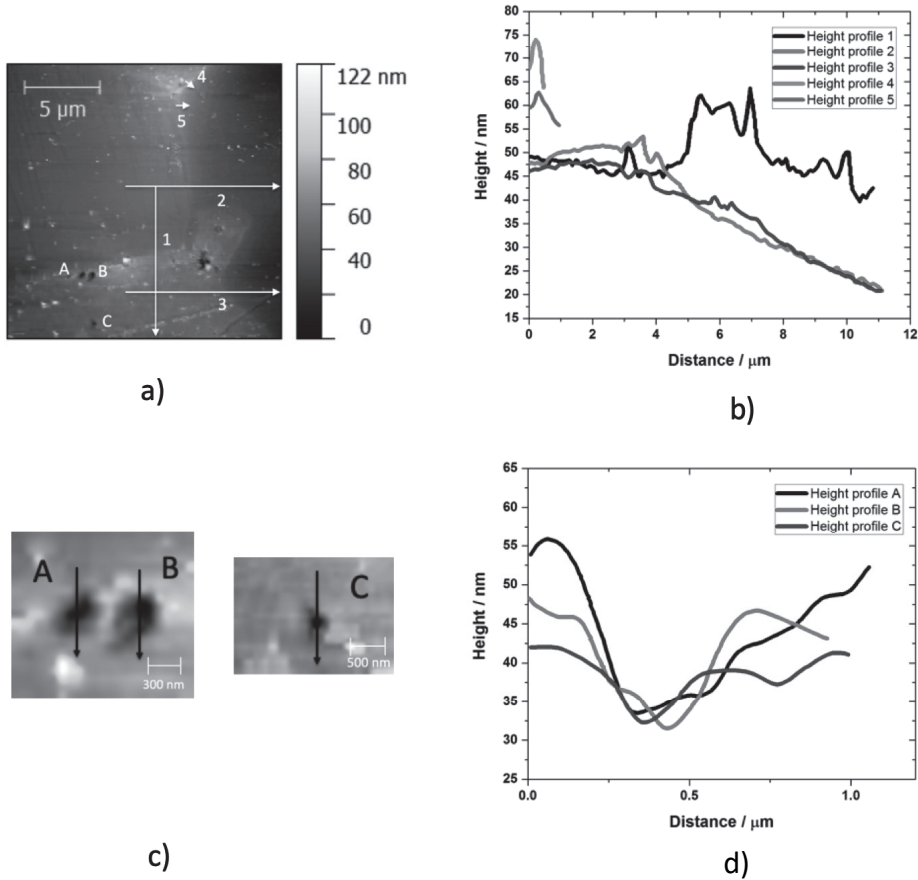 a)
5 μm
4
5
2
1
A
B
3
C
122 nm
100
80
60
40
20
0
b)
80
75
70
65
60
55
50
45
40
35
30
25
20
15
Height / nm
Height profile 1
Height profile 2
Height profile 3
Height profile 4
Height profile 5
0 2 4 6 8 10 12
Distance / μm
A B
300 nm
C
500 nm
c)
65
60
55
50
45
40
35
30
25
Height / nm
Height profile A
Height profile B
Height profile C
0.0 0.5 1.0
Distance / μm
d)